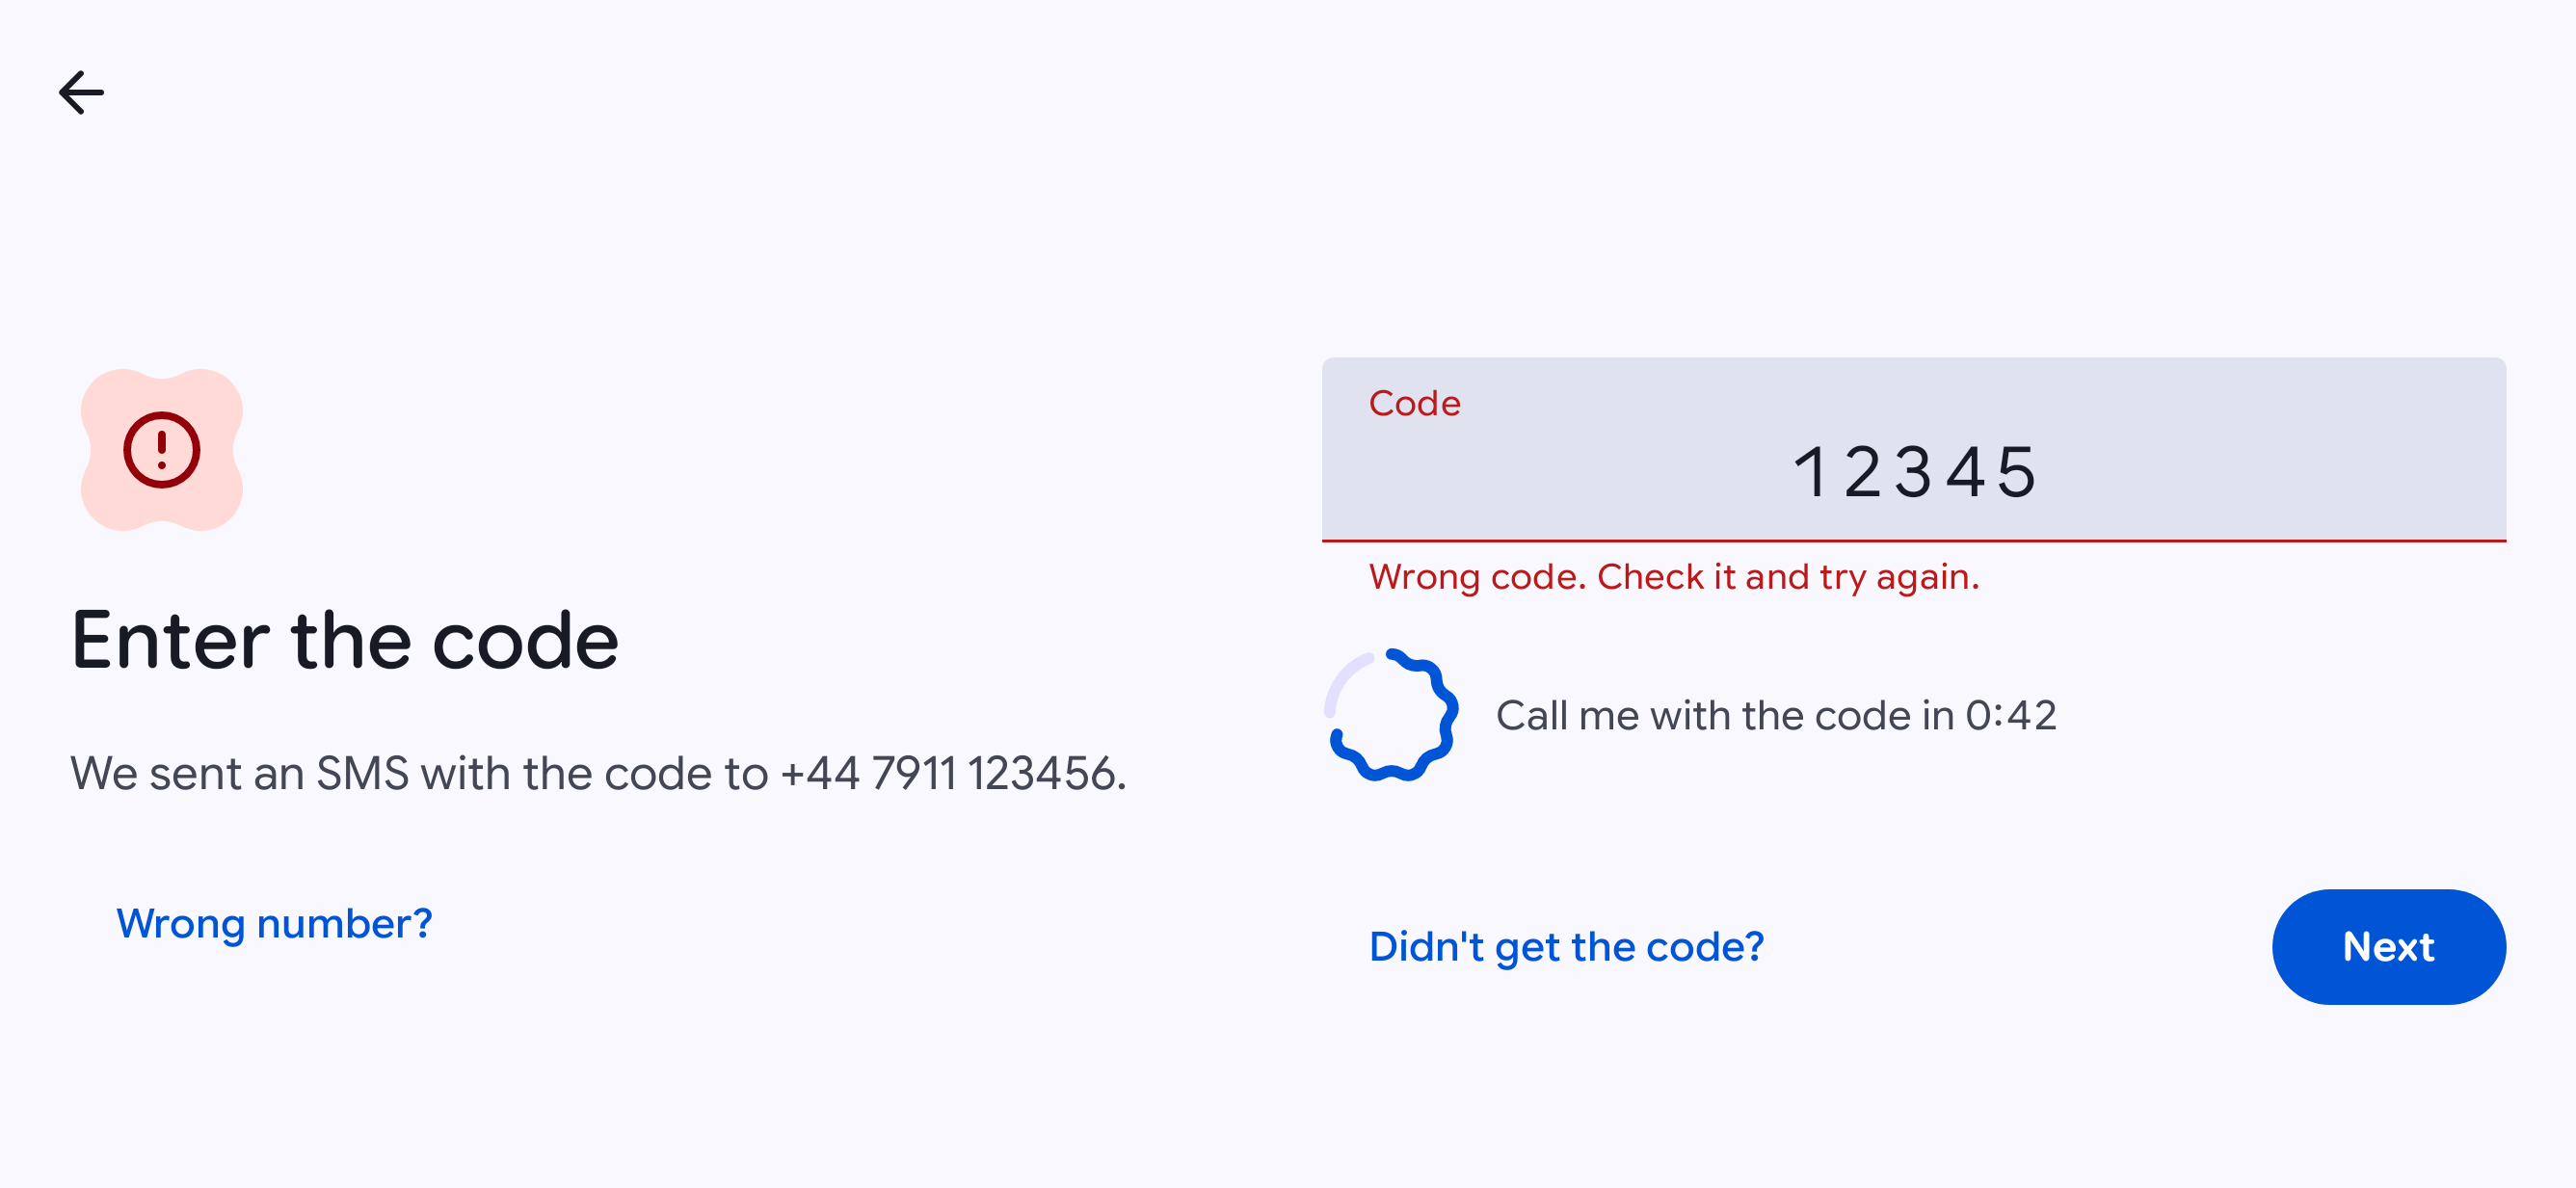 Enter the code
We sent an SMS with the code to +44 7911 123456.
Wrong number?
Code
12345
Wrong code. Check it and try again.
Call me with the code in 0:42
Didn't get the code?
Next